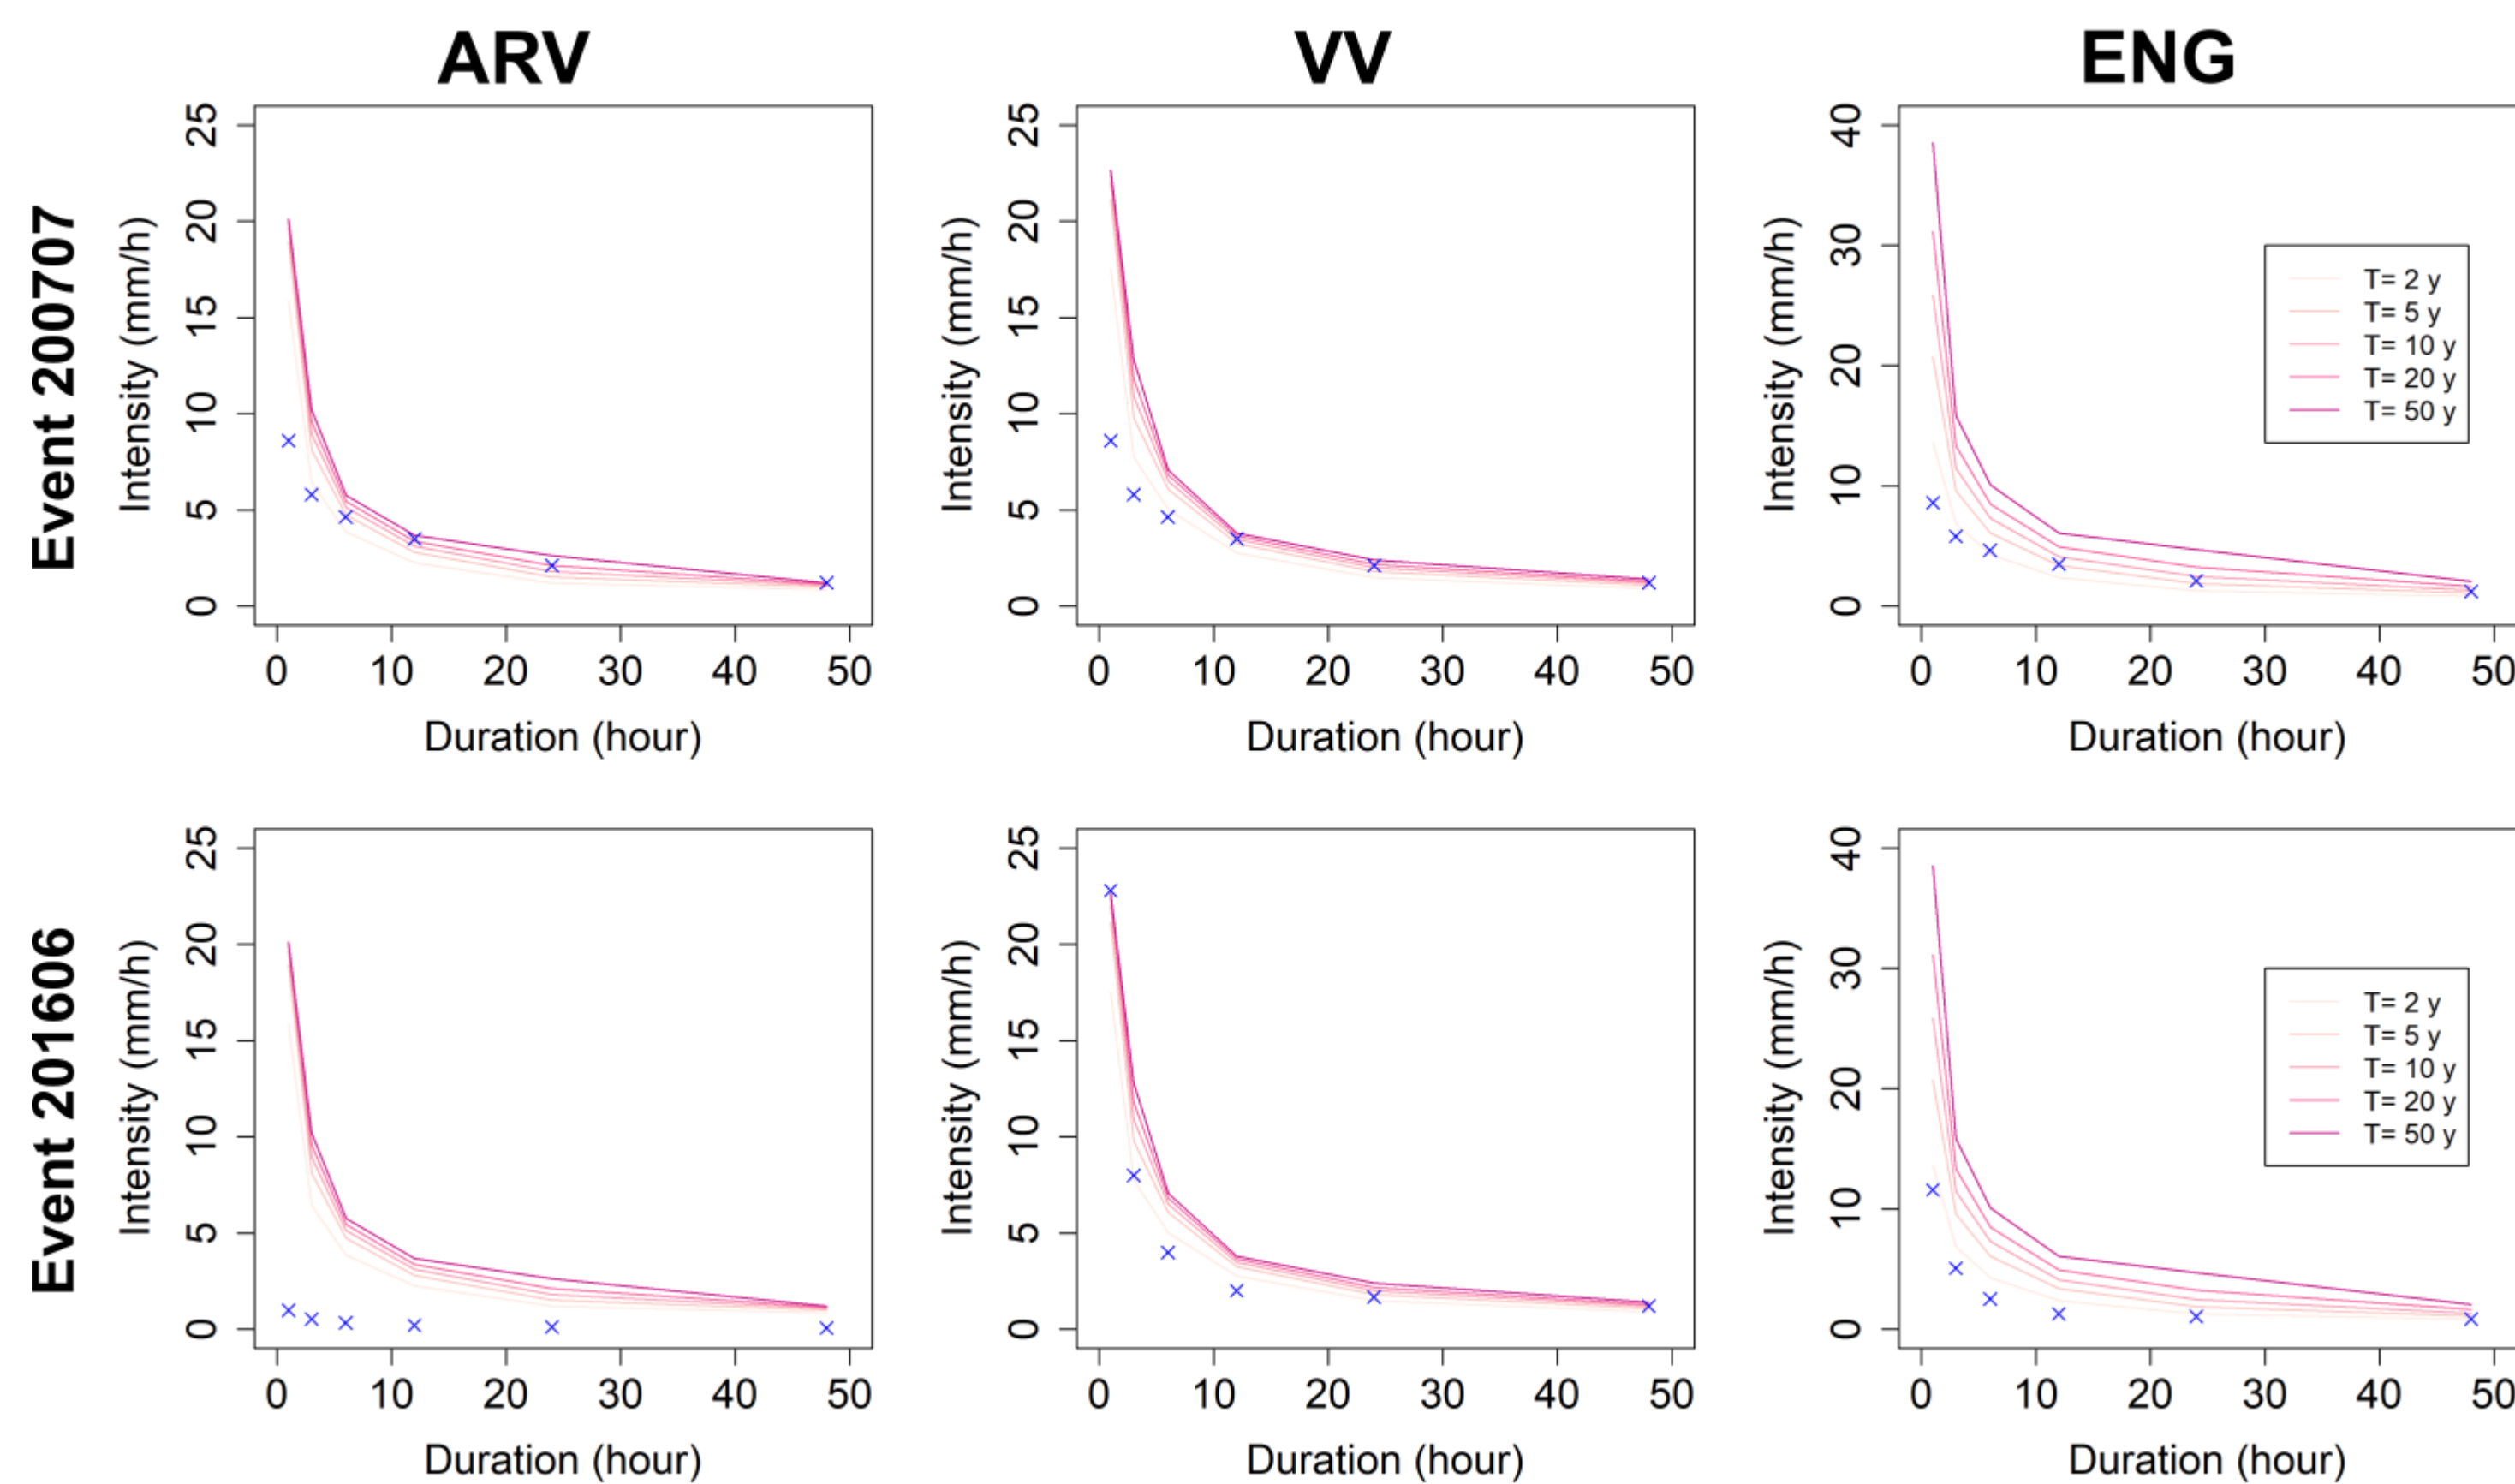 ARV VV ENG
Event 200707
Intensity (mm/h)
0 5 10 15 20 25
0 10 20 30 40 50
Duration (hour)
Intensity (mm/h)
0 5 10 15 20 25
0 10 20 30 40 50
Duration (hour)
Intensity (mm/h)
0 10 20 30 40
T= 2 y
T= 5 y
T= 10 y
T= 20 y
T= 50 y
0 10 20 30 40 50
Duration (hour)
Event 201606
Intensity (mm/h)
0 5 10 15 20 25
0 10 20 30 40 50
Duration (hour)
Intensity (mm/h)
0 5 10 15 20 25
0 10 20 30 40 50
Duration (hour)
Intensity (mm/h)
0 10 20 30 40
T= 2 y
T= 5 y
T= 10 y
T= 20 y
T= 50 y
0 10 20 30 40 50
Duration (hour)